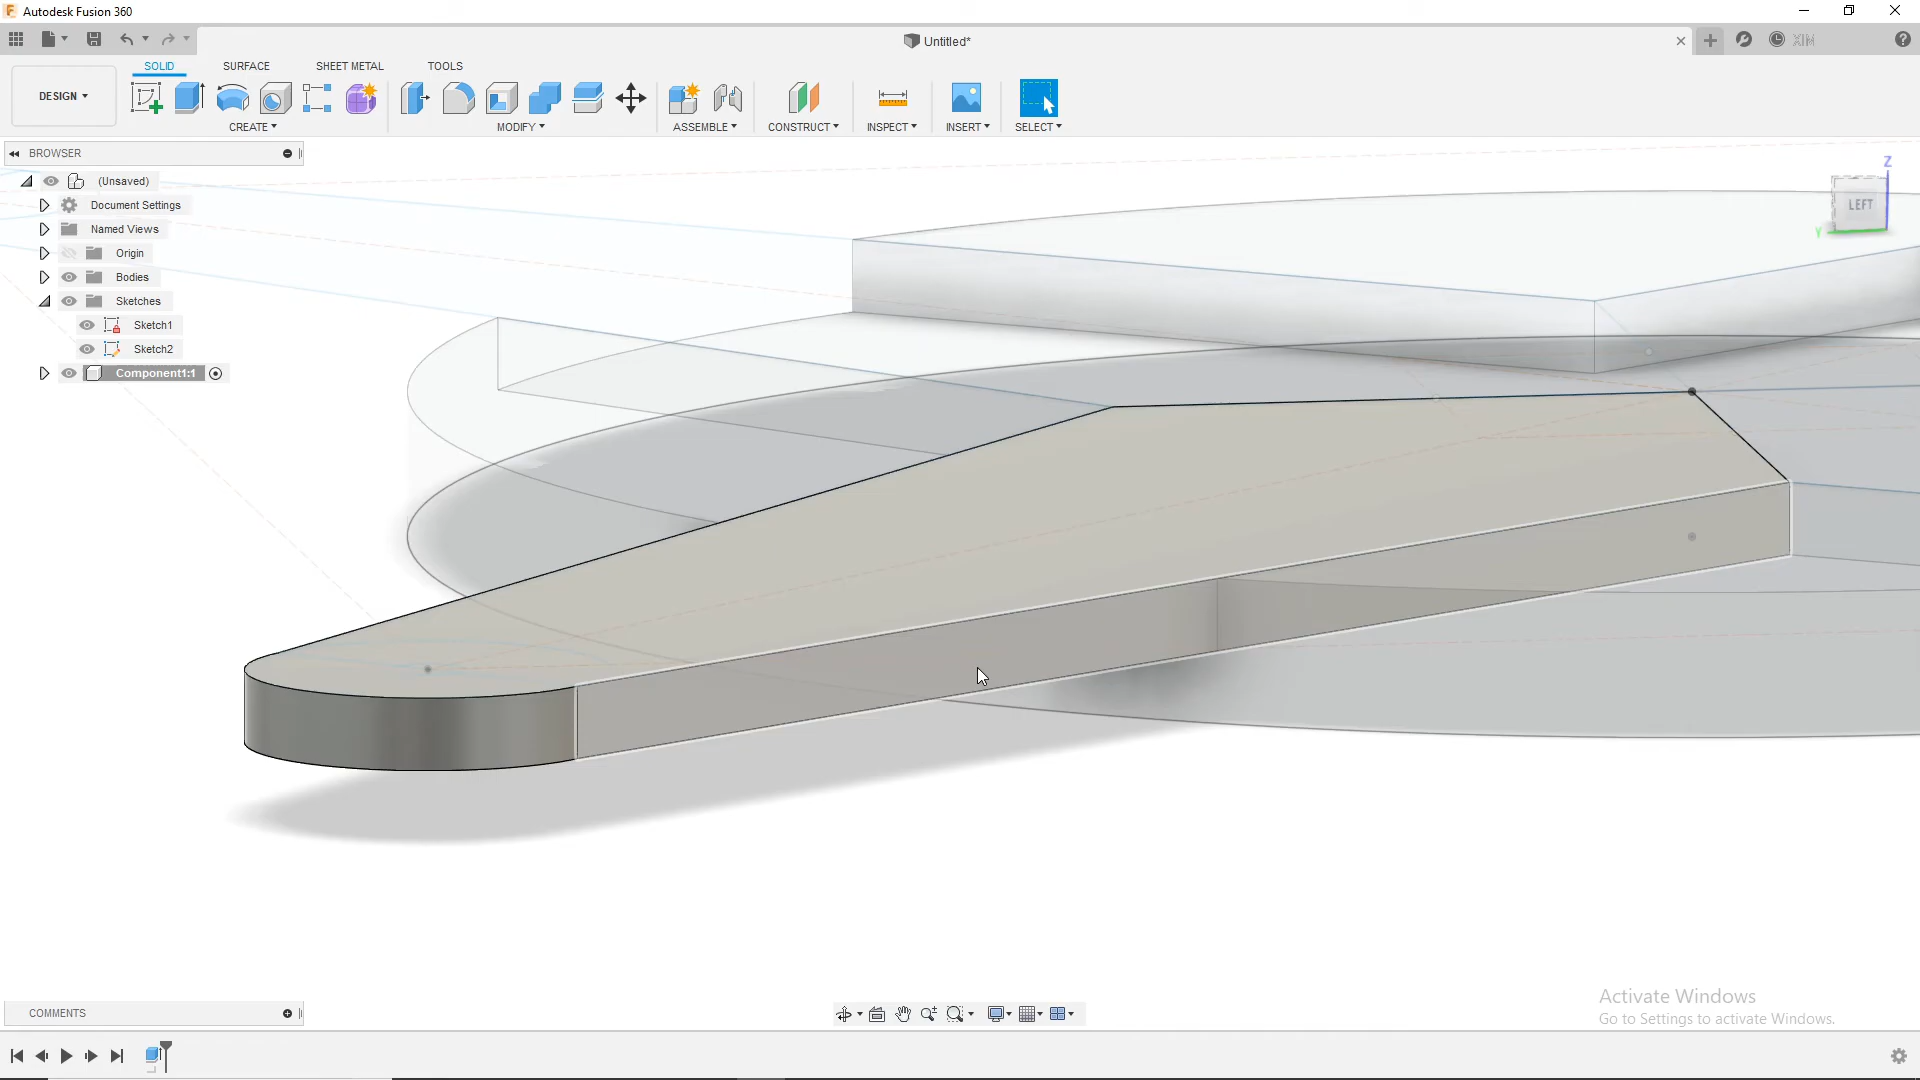 Autodesk Fusion 360
Untitled*
XIM
DESIGN
SOLID
SURFACE
SHEET METAL
TOOLS
CREATE
MODIFY
ASSEMBLE
CONSTRUCT
INSPECT
INSERT
SELECT
BROWSER
(Unsaved)
Document Settings
Named Views
Origin
Bodies
Sketches
Sketch1
Sketch2
Component1:1
Z
LEFT
Y
COMMENTS
Activate Windows
Go to Settings to activate Windows.